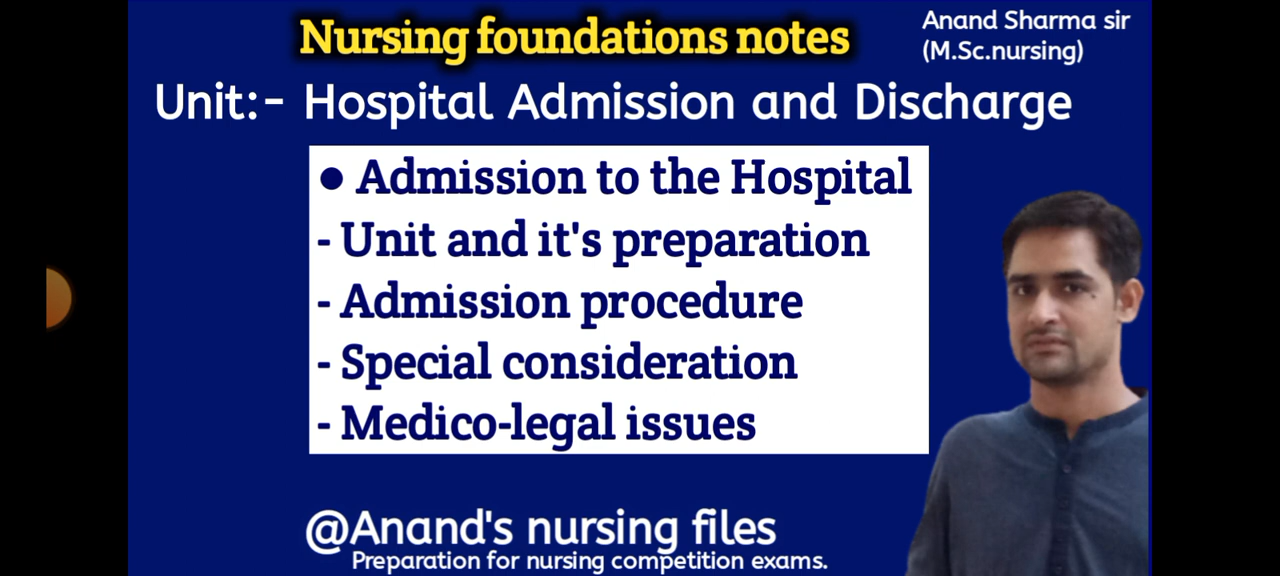 Nursing foundations notes
Anand Sharma sir
(M.Sc.nursing)
Unit:- Hospital Admission and Discharge
● Admission to the Hospital
- Unit and it's preparation
- Admission procedure
- Special consideration
- Medico-legal issues
@Anand's nursing files
Preparation for nursing competition exams.